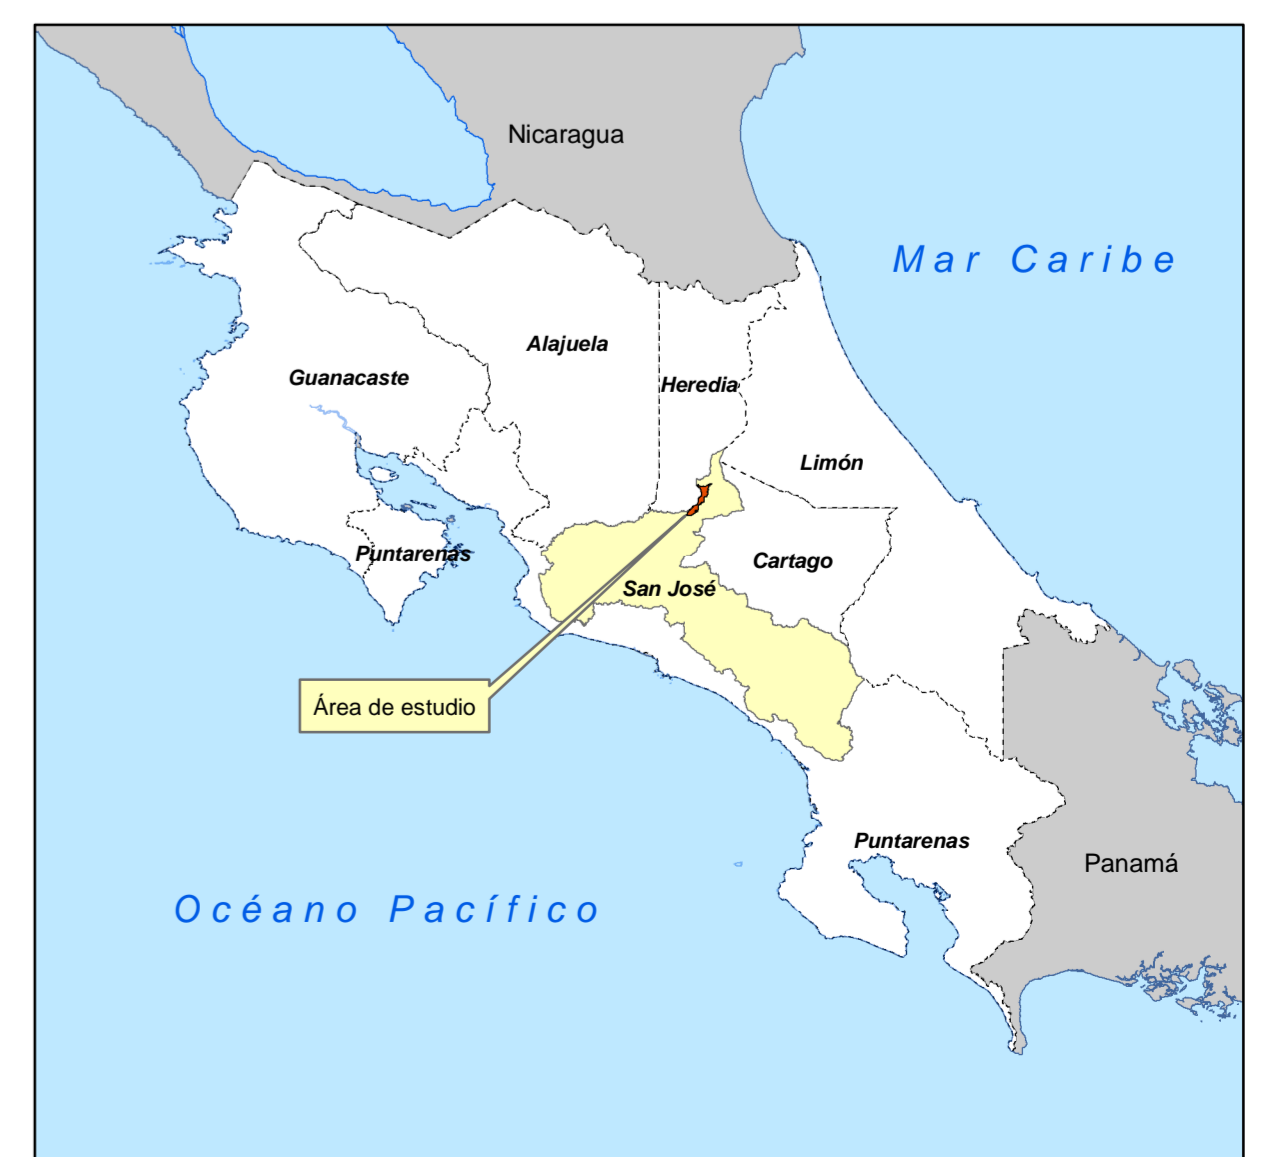 Nicaragua
Mar Caribe
Alajuela
Guanacaste
Heredia
Limón
Puntarenas
Cartago
San José
Área de estudio
Puntarenas
Panamá
Océano Pacífico